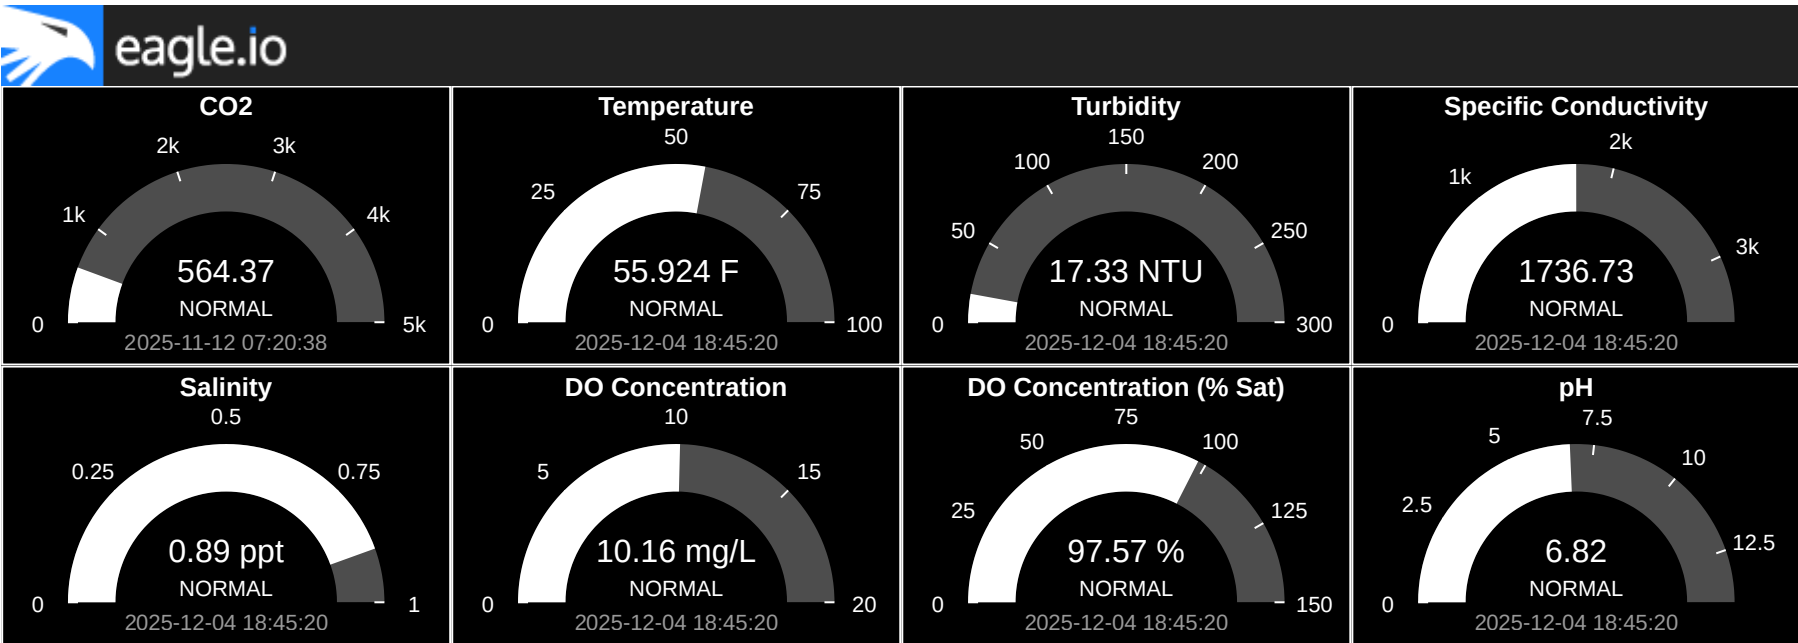 eagle.io
CO2
0
1k
2k
3k
4k
5k
564.37
NORMAL
2025-11-12 07:20:38
Temperature
0
25
50
75
100
55.924 F
NORMAL
2025-12-04 18:45:20
Turbidity
0
50
100
150
200
250
300
17.33 NTU
NORMAL
2025-12-04 18:45:20
Specific Conductivity
0
1k
2k
3k
1736.73
NORMAL
2025-12-04 18:45:20
Salinity
0
0.25
0.5
0.75
1
0.89 ppt
NORMAL
2025-12-04 18:45:20
DO Concentration
0
5
10
15
20
10.16 mg/L
NORMAL
2025-12-04 18:45:20
DO Concentration (% Sat)
0
25
50
75
100
125
150
97.57 %
NORMAL
2025-12-04 18:45:20
pH
0
2.5
5
7.5
10
12.5
6.82
NORMAL
2025-12-04 18:45:20